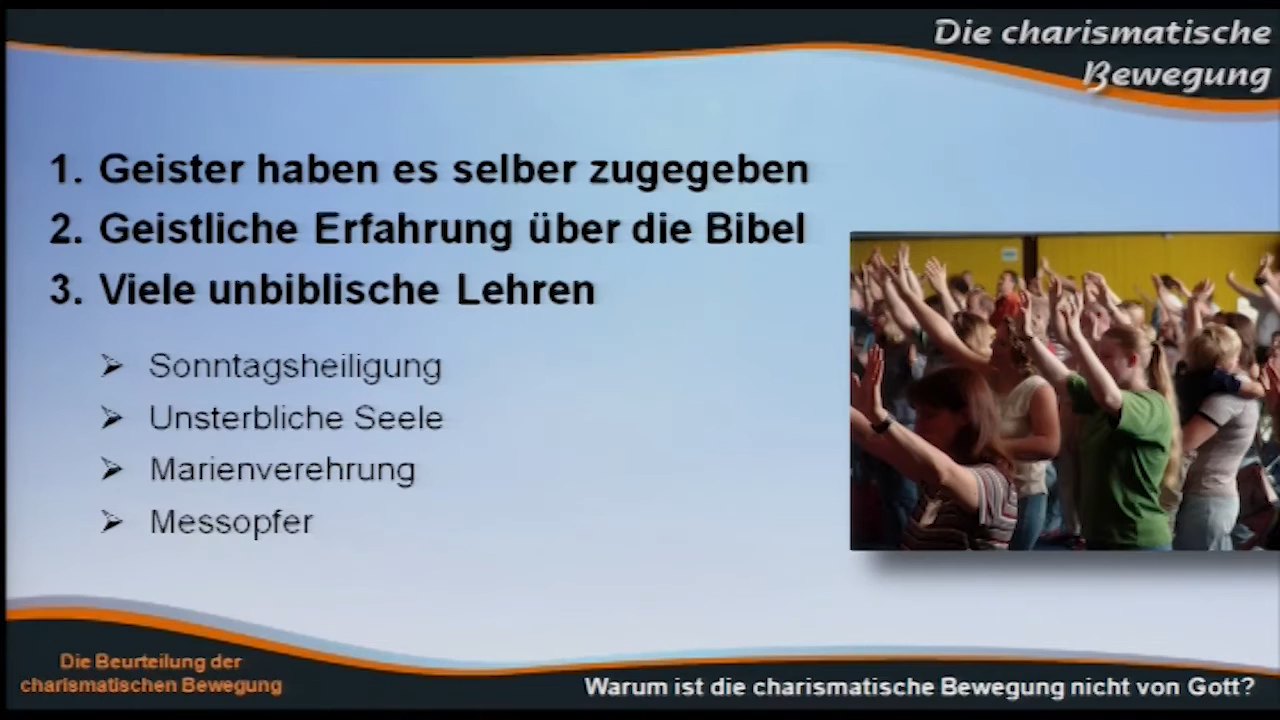 Die charismatische
Bewegung
1. Geister haben es selber zugegeben
2. Geistliche Erfahrung über die Bibel
3. Viele unbiblische Lehren
➢ Sonntagsheiligung
➢ Unsterbliche Seele
➢ Marienverehrung
➢ Messopfer
Die Beurteilung der
charismatischen Bewegung
Warum ist die charismatische Bewegung nicht von Gott?